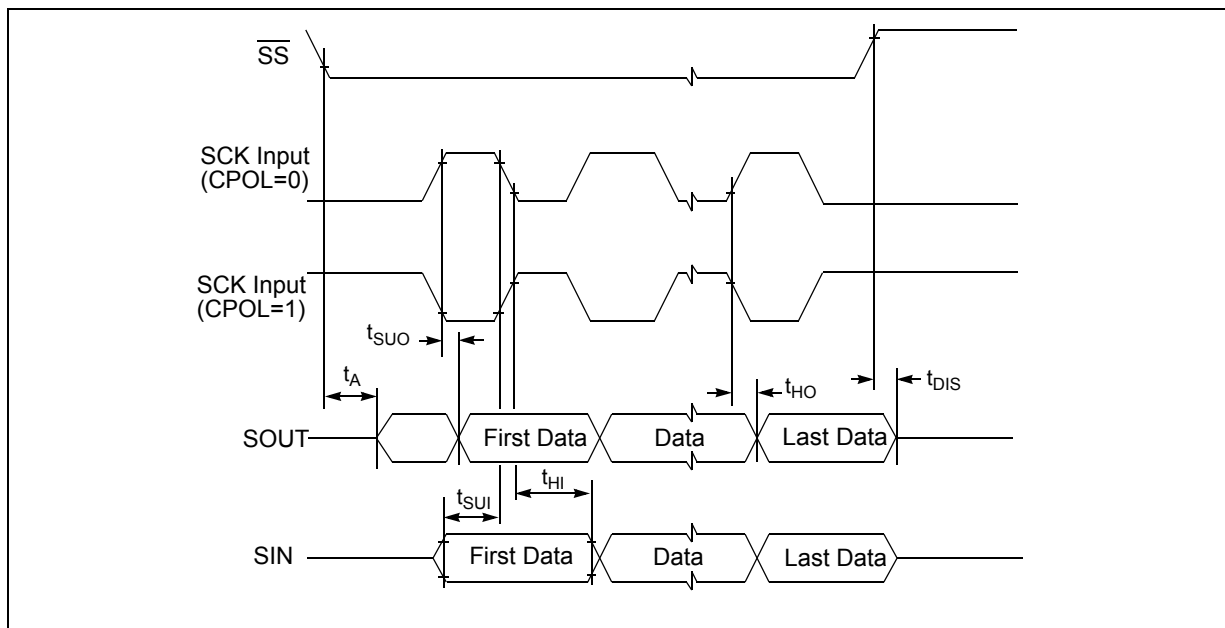 SS
SCK Input
(CPOL=0)
SCK Input
(CPOL=1)
tSUO
tA
tHO
tDIS
SOUT
First Data
Data
Last Data
tSUI
tHI
SIN
First Data
Data
Last Data